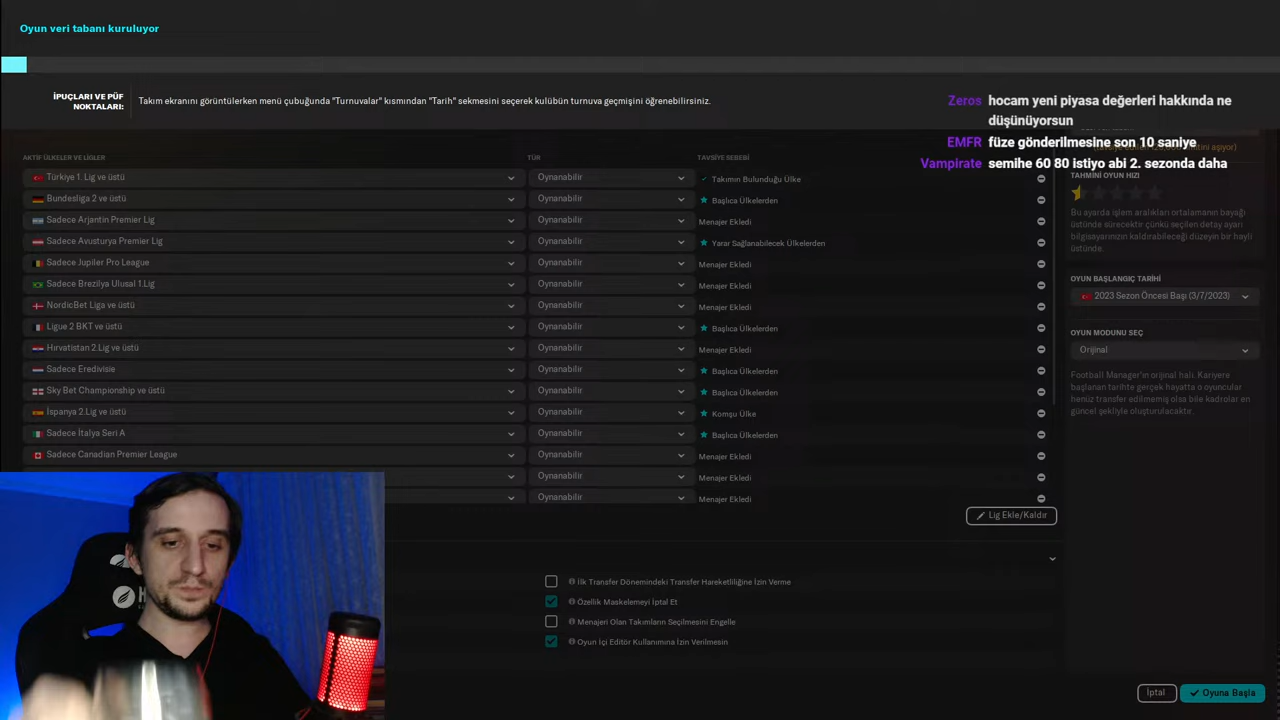 Oyun veri tabanı kuruluyor
İPUÇLARI VE PÜF
NOKTALARI:
Takım ekranını görüntülerken menü çubuğunda "Turnuvalar" kısmından "Tarih" sekmesini seçerek kulübün turnuva geçmişini öğrenebilirsiniz.
Zeros hocam yeni piyasa değerleri hakkında ne
düşünüyorsun
EMFR füze gönderilmesine son 10 saniye
Vampirate semihe 60 80 istiyo abi 2. sezonda daha
AKTİF ÜLKELER VE LİGLER TÜR TAVSİYE SEBEBİ
Türkiye 1. Lig ve üstü Oynanabilir Takımın Bulunduğu Ülke
Bundesliga 2 ve üstü Oynanabilir Başlıca Ülkelerden
Sadece Arjantin Premier Lig Oynanabilir Menajer Ekledi
Sadece Avusturya Premier Lig Oynanabilir Yarar Sağlanabilecek Ülkelerden
Sadece Jupiler Pro League Oynanabilir Menajer Ekledi
Sadece Brezilya Ulusal 1.Lig Oynanabilir Menajer Ekledi
NordicBet Liga ve üstü Oynanabilir Menajer Ekledi
Ligue 2 BKT ve üstü Oynanabilir Başlıca Ülkelerden
Hırvatistan 2.Lig ve üstü Oynanabilir Menajer Ekledi
Sadece Eredivisie Oynanabilir Başlıca Ülkelerden
Sky Bet Championship ve üstü Oynanabilir Başlıca Ülkelerden
İspanya 2.Lig ve üstü Oynanabilir Komşu Ülke
Sadece İtalya Seri A Oynanabilir Başlıca Ülkelerden
Sadece Canadian Premier League Oynanabilir Menajer Ekledi
Oynanabilir Menajer Ekledi
Oynanabilir Menajer Ekledi
TAHMİNİ OYUN HIZI
Bu ayarda işlem aralıkları ortalamanın bayağı
üstünde sürecektir çünkü seçilen detay ayarı
bilgisayarınızın kaldırabileceği düzeyin bir hayli
üstünde.
OYUN BAŞLANGIÇ TARİHİ
2023 Sezon Öncesi Başı (3/7/2023)
OYUN MODUNU SEÇ
Orijinal
Football Manager'ın orijinal hali. Kariyere
başlanan tarihte gerçek hayatta o oyuncular
henüz transfer edilmemiş olsa bile kadrolar en
güncel şekliyle oluşturulacaktır.
Lig Ekle/Kaldır
İlk Transfer Dönemindeki Transfer Hareketliliğine İzin Verme
Özellik Maskelemeyi İptal Et
Menajeri Olan Takımların Seçilmesini Engelle
Oyun İçi Editör Kullanımına İzin Verilmesin
İptal
Oyuna Başla